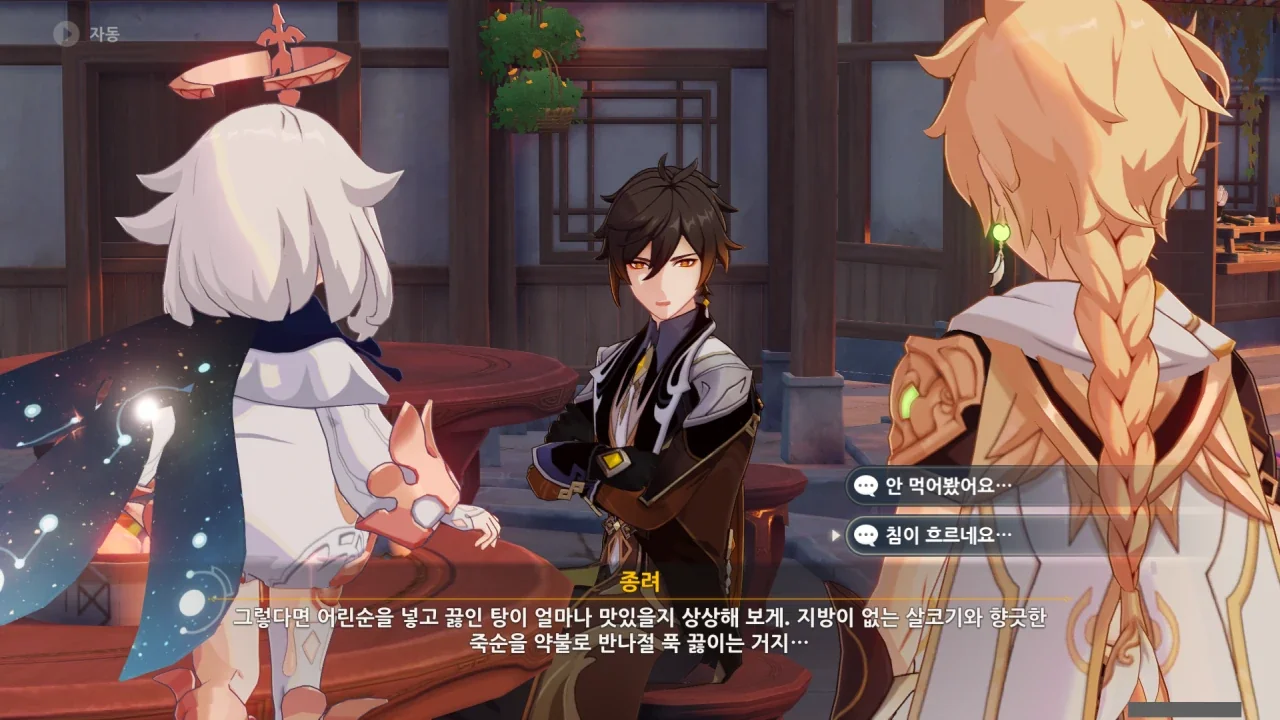 자동
안 먹어봤어요…
침이 흐르네요…
종려
그렇다면 어린순을 넣고 끓인 탕이 얼마나 맛있을지 상상해 보게. 지방이 없는 살코기와 향긋한
죽순을 약불로 반나절 푹 끓이는 거지…